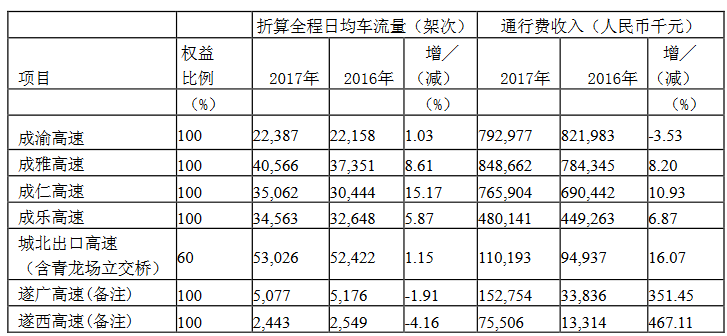 折算全程日均车流量（架次） 通行费收入（人民币千元）
权益 增／ 增/
项目 比例 2017年 2016年 （减） 2017年 2016年 （减）
（%） （%） （%）
成渝高速 100 22,387 22,158 1.03 792,977 821,983 -3.53
成雅高速 100 40,566 37,351 8.61 848,662 784,345 8.20
成仁高速 100 35,062 30,444 15.17 765,904 690,442 10.93
成乐高速 100 34,563 32,648 5.87 480,141 449,263 6.87
城北出口高速
（含青龙场立交桥） 60 53,026 52,422 1.15 110,193 94,937 16.07
遂广高速(备注) 100 5,077 5,176 -1.91 152,754 33,836 351.45
遂西高速(备注) 100 2,443 2,549 -4.16 75,506 13,314 467.11